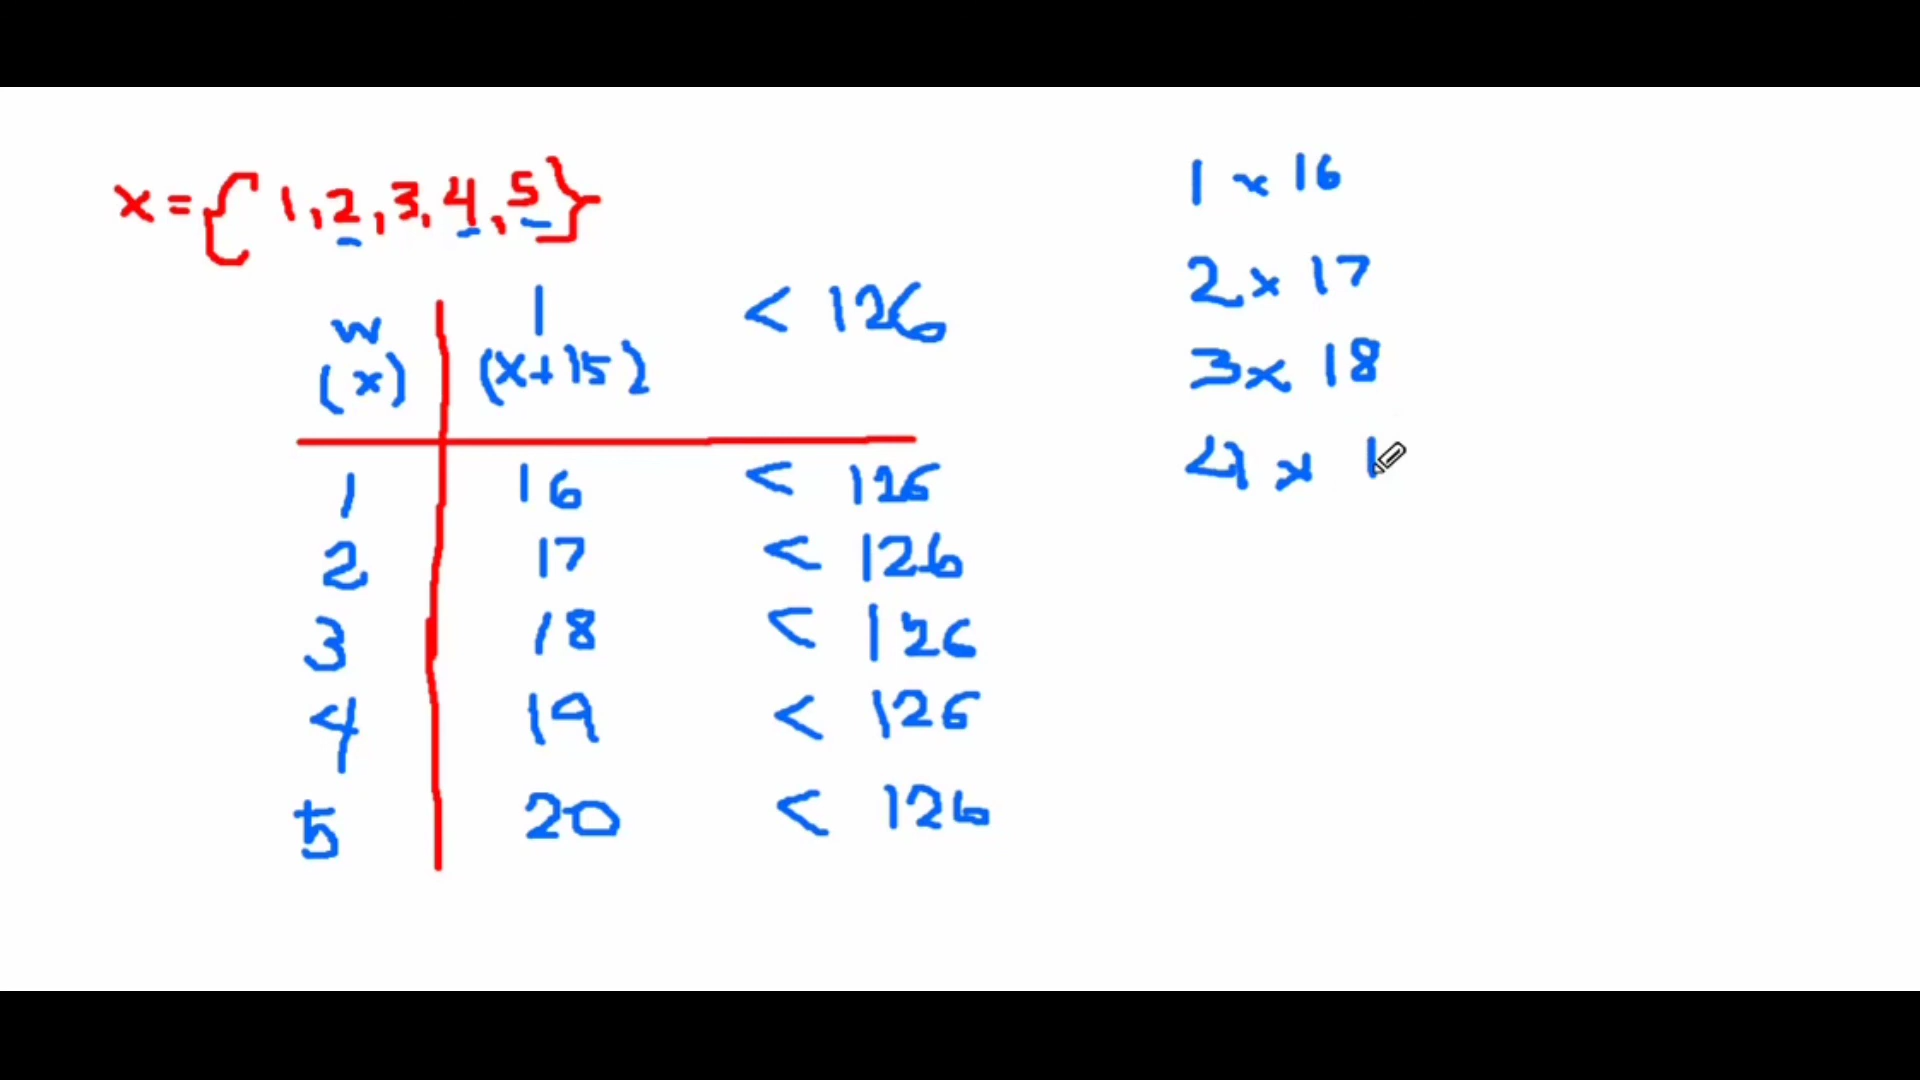 x = { 1, 2, 3, 4, 5 }
w l < 126
(x) (x+15)
1 16 < 126
2 17 < 126
3 18 < 126
4 19 < 126
5 20 < 126
1 x 16
2 x 17
3 x 18
4 x 1